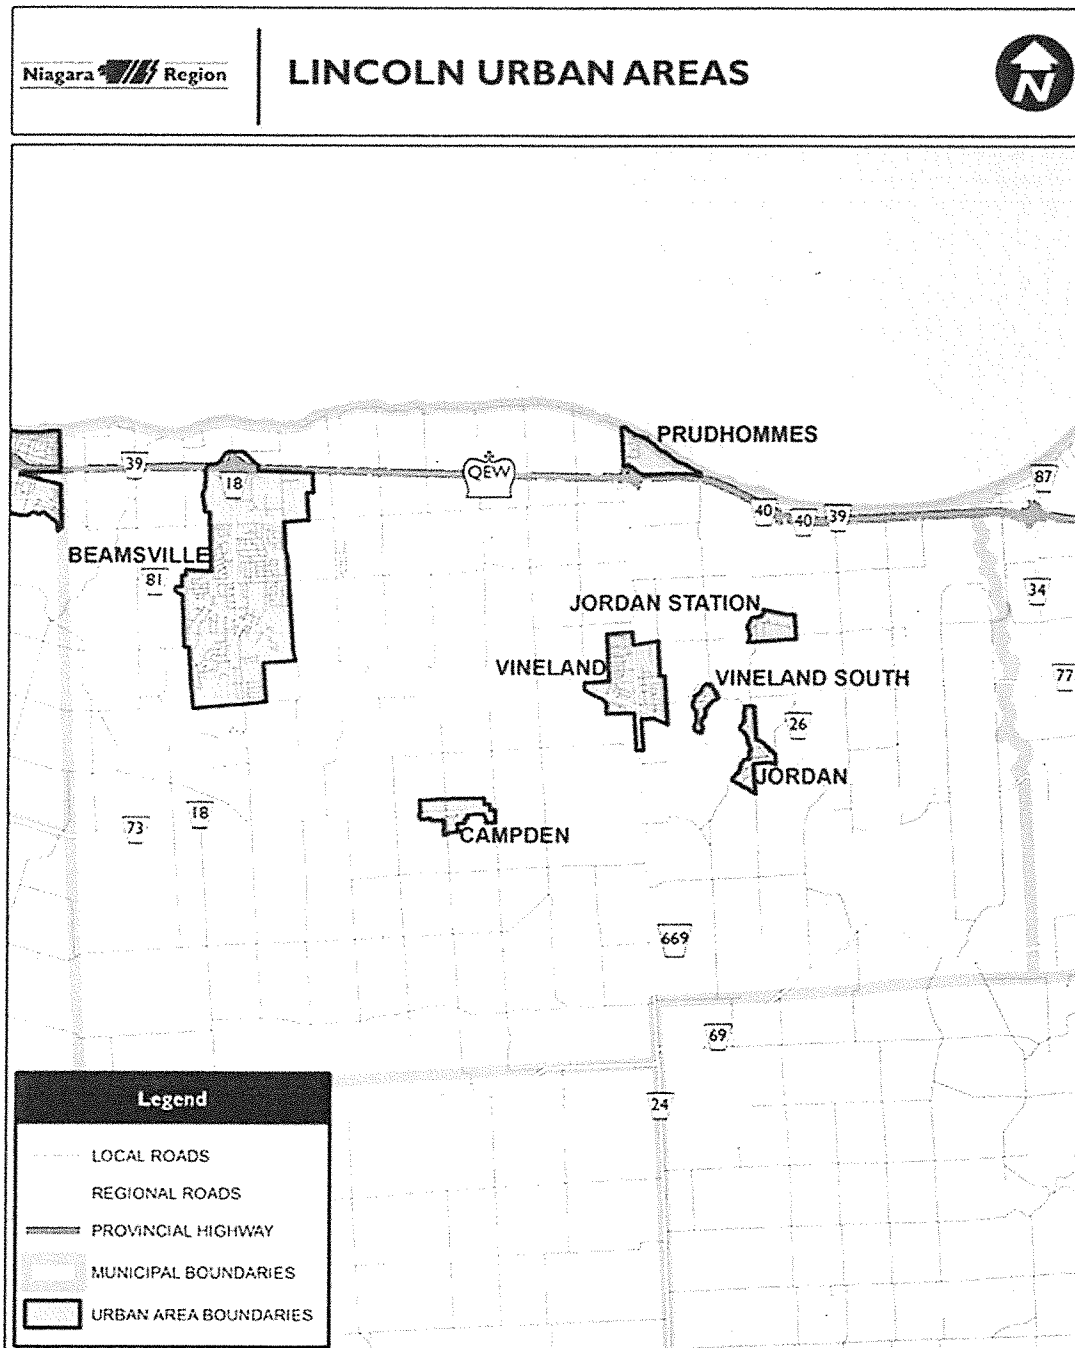 Niagara Region
LINCOLN URBAN AREAS
N
PRUDHOMMES
39
QEW
18
87
40
40
39
BEAMSVILLE
81
34
JORDAN STATION
VINELAND
VINELAND SOUTH
77
26
JORDAN
18
73
CAMPDEN
669
69
24
Legend
LOCAL ROADS
REGIONAL ROADS
PROVINCIAL HIGHWAY
MUNICIPAL BOUNDARIES
URBAN AREA BOUNDARIES